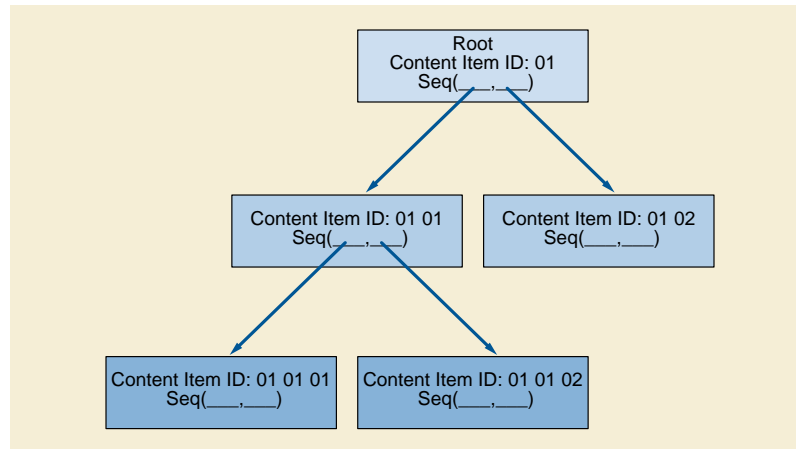 Root
Content Item ID: 01
Seq(___,___)
Content Item ID: 01 01
Seq(___,___)
Content Item ID: 01 02
Seq(___,___)
Content Item ID: 01 01 01
Seq(___,___)
Content Item ID: 01 01 02
Seq(___,___)